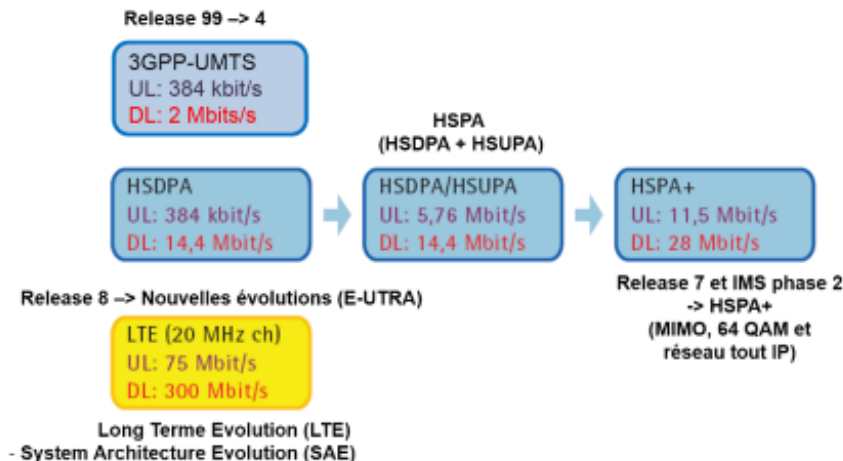 Release 99 –> 4
3GPP-UMTS
UL: 384 kbit/s
DL: 2 Mbits/s
HSPA
(HSDPA + HSUPA)
HSDPA
UL: 384 kbit/s
DL: 14,4 Mbit/s
HSDPA/HSUPA
UL: 5,76 Mbit/s
DL: 14,4 Mbit/s
HSPA+
UL: 11,5 Mbit/s
DL: 28 Mbit/s
Release 7 et IMS phase 2
-> HSPA+
(MIMO, 64 QAM et
réseau tout IP)
Release 8 –> Nouvelles évolutions (E-UTRA)
LTE (20 MHz ch)
UL: 75 Mbit/s
DL: 300 Mbit/s
Long Terme Evolution (LTE)
- System Architecture Evolution (SAE)